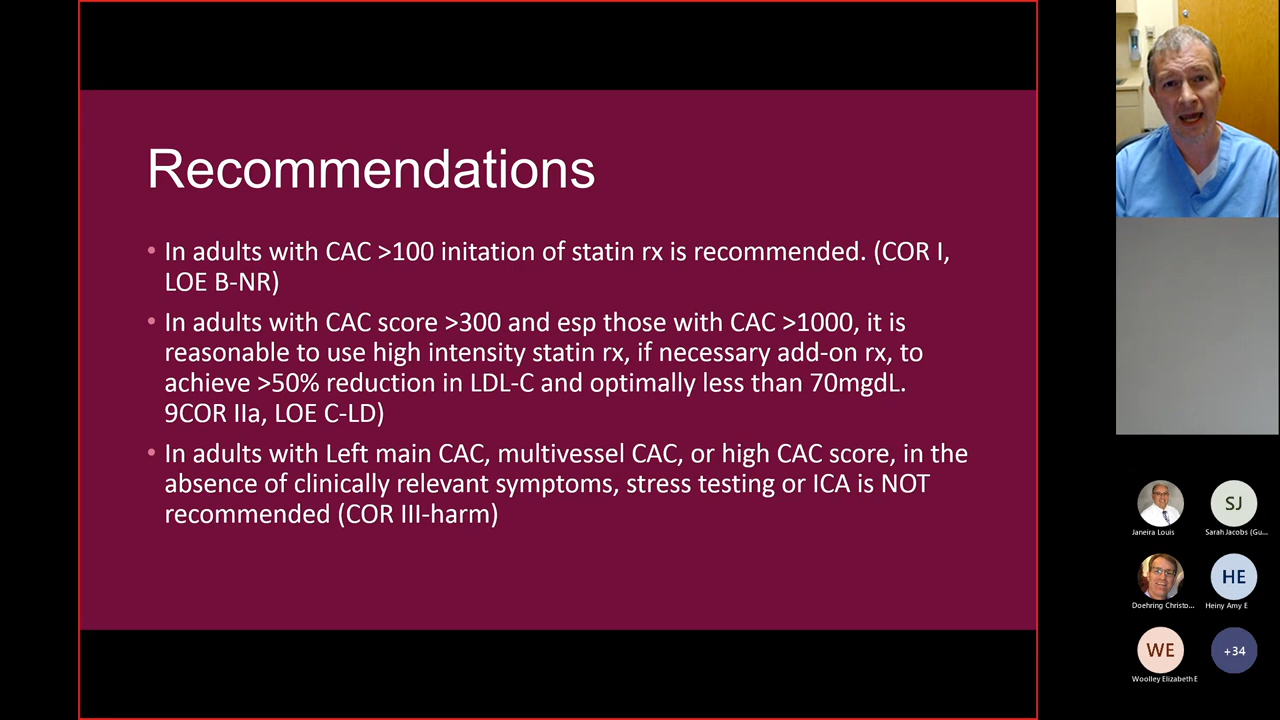 Recommendations
• In adults with CAC >100 initation of statin rx is recommended. (COR I,
LOE B-NR)
• In adults with CAC score >300 and esp those with CAC >1000, it is
reasonable to use high intensity statin rx, if necessary add-on rx, to
achieve >50% reduction in LDL-C and optimally less than 70mgdL.
9COR IIa, LOE C-LD)
• In adults with Left main CAC, multivessel CAC, or high CAC score, in the
absence of clinically relevant symptoms, stress testing or ICA is NOT
recommended (COR III-harm)
SJ
Janeira Louis
Sarah Jacobs (Gu...
HE
Doehring Christo...
Heiny Amy E
WE
+34
Woolley Elizabeth E